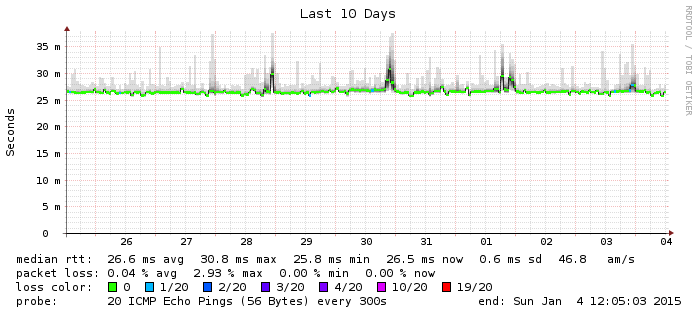 Last 10 Days
RRDTOOL / TOBI OETIKER
Seconds
35 m
30 m
25 m
20 m
15 m
10 m
5 m
0
26 27 28 29 30 31 01 02 03 04
median rtt: 26.6 ms avg 30.8 ms max 25.8 ms min 26.5 ms now 0.6 ms sd 46.8 am/s
packet loss: 0.04 % avg 2.93 % max 0.00 % min 0.00 % now
loss color: 0 1/20 2/20 3/20 4/20 10/20 19/20
probe: 20 ICMP Echo Pings (56 Bytes) every 300s end: Sun Jan 4 12:05:03 2015